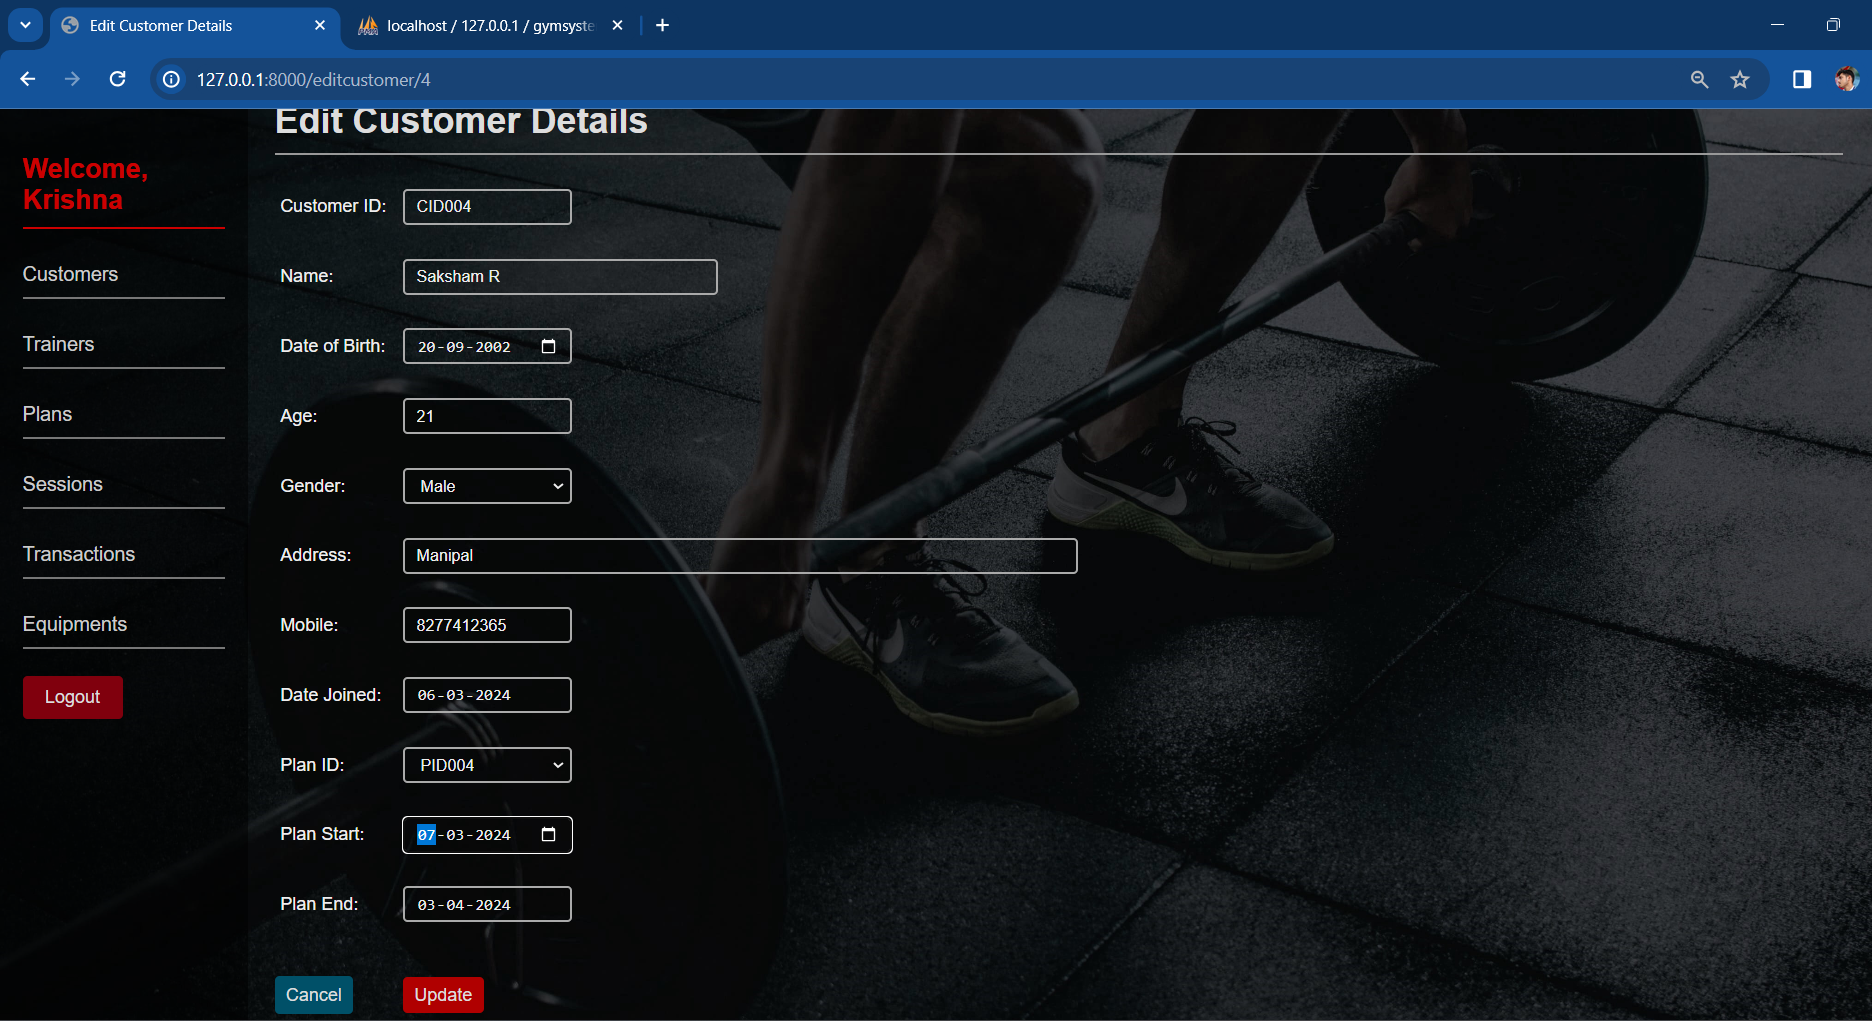 Edit Customer Details
localhost / 127.0.0.1 / gymsyste
127.0.0.1:8000/editcustomer/4
Welcome,
Krishna
Customers
Trainers
Plans
Sessions
Transactions
Equipments
Logout
Edit Customer Details
Customer ID: CID004
Name: Saksham R
Date of Birth: 20-09-2002
Age: 21
Gender: Male
Address: Manipal
Mobile: 8277412365
Date Joined: 06-03-2024
Plan ID: PID004
Plan Start: 07-03-2024
Plan End: 03-04-2024
Cancel Update